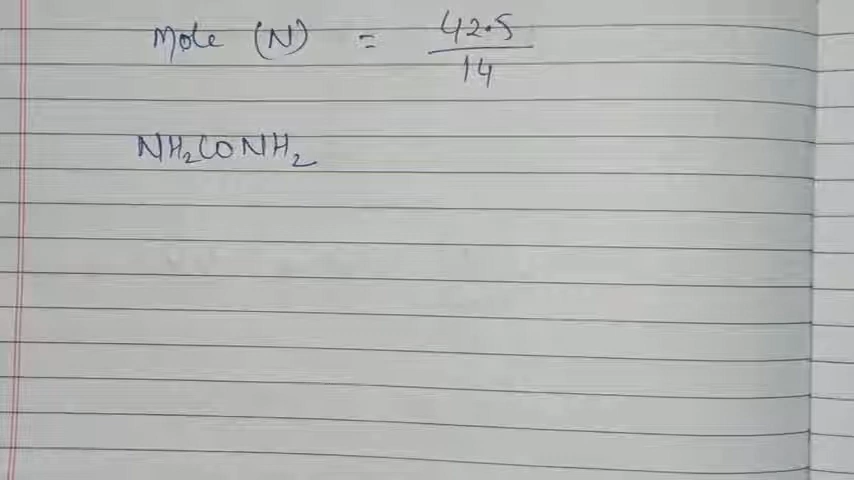 Mole (N) = 42.5/14
NH₂CONH₂